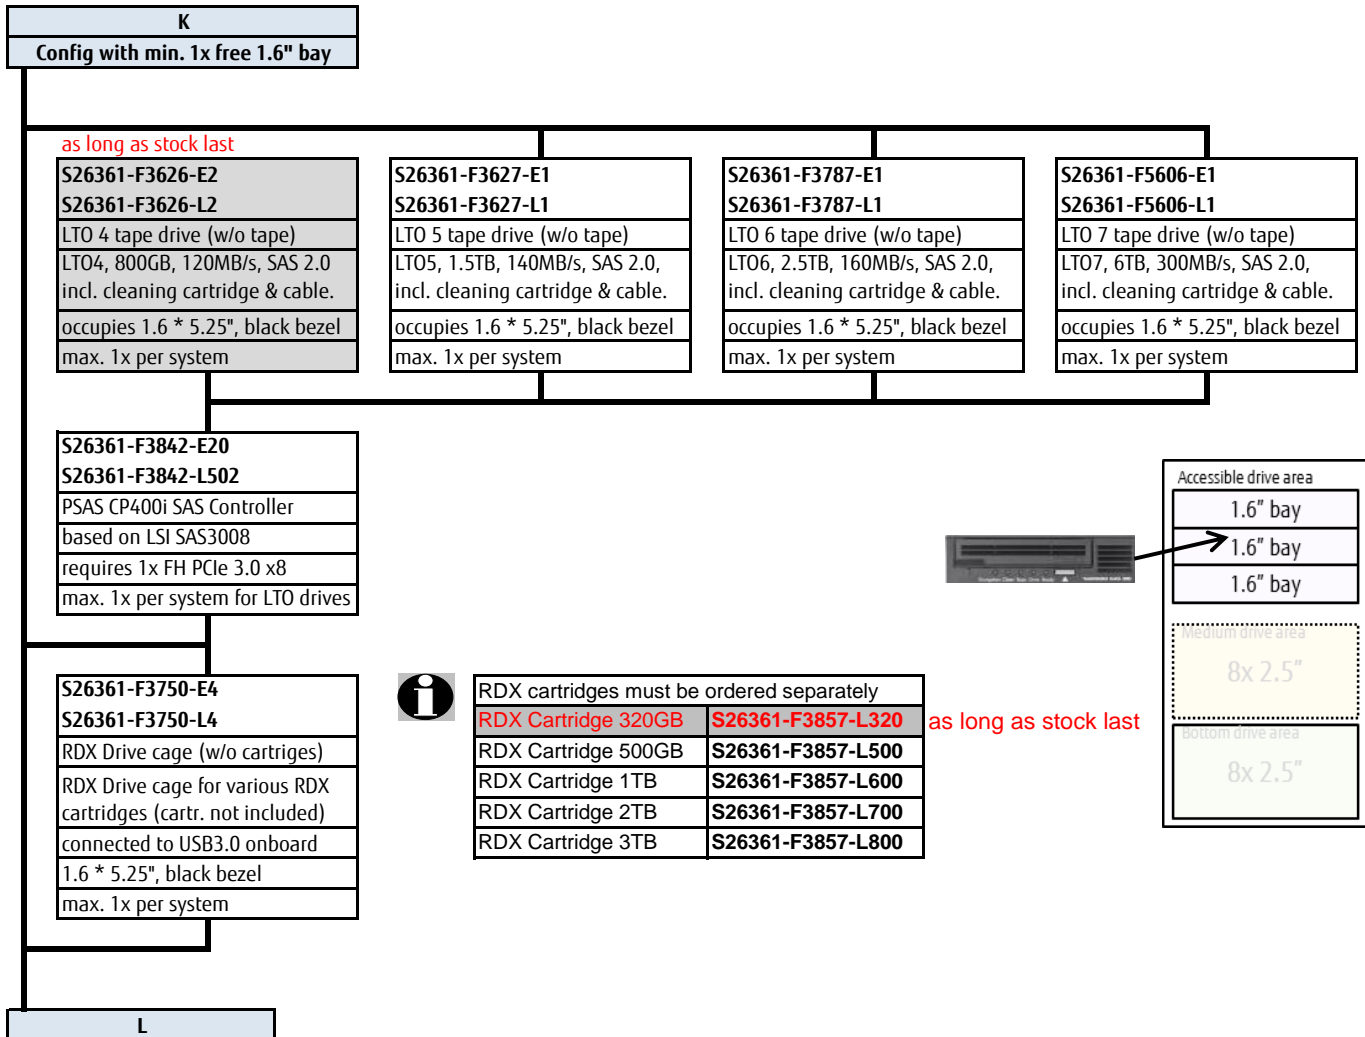 K
Config with min. 1x free 1.6" bay
as long as stock last
S26361-F3626-E2
S26361-F3626-L2
LTO 4 tape drive (w/o tape)
LTO4, 800GB, 120MB/s, SAS 2.0
incl. cleaning cartridge & cable.
occupies 1.6 * 5.25", black bezel
max. 1x per system
S26361-F3627-E1
S26361-F3627-L1
LTO 5 tape drive (w/o tape)
LTO5, 1.5TB, 140MB/s, SAS 2.0,
incl. cleaning cartridge & cable.
occupies 1.6 * 5.25", black bezel
max. 1x per system
S26361-F3787-E1
S26361-F3787-L1
LTO 6 tape drive (w/o tape)
LTO6, 2.5TB, 160MB/s, SAS 2.0,
incl. cleaning cartridge & cable.
occupies 1.6 * 5.25", black bezel
max. 1x per system
S26361-F5606-E1
S26361-F5606-L1
LTO 7 tape drive (w/o tape)
LTO7, 6TB, 300MB/s, SAS 2.0,
incl. cleaning cartridge & cable.
occupies 1.6 * 5.25", black bezel
max. 1x per system
S26361-F3842-E20
S26361-F3842-L502
PSAS CP400i SAS Controller
based on LSI SAS3008
requires 1x FH PCIe 3.0 x8
max. 1x per system for LTO drives
Accessible drive area
1.6" bay
1.6" bay
1.6" bay
Medium drive area
8x 2.5"
Bottom drive area
8x 2.5"
S26361-F3750-E4
S26361-F3750-L4
RDX Drive cage (w/o cartriges)
RDX Drive cage for various RDX
cartridges (cartr. not included)
connected to USB3.0 onboard
1.6 * 5.25", black bezel
max. 1x per system
RDX cartridges must be ordered separately
RDX Cartridge 320GB S26361-F3857-L320 as long as stock last
RDX Cartridge 500GB S26361-F3857-L500
RDX Cartridge 1TB S26361-F3857-L600
RDX Cartridge 2TB S26361-F3857-L700
RDX Cartridge 3TB S26361-F3857-L800
L